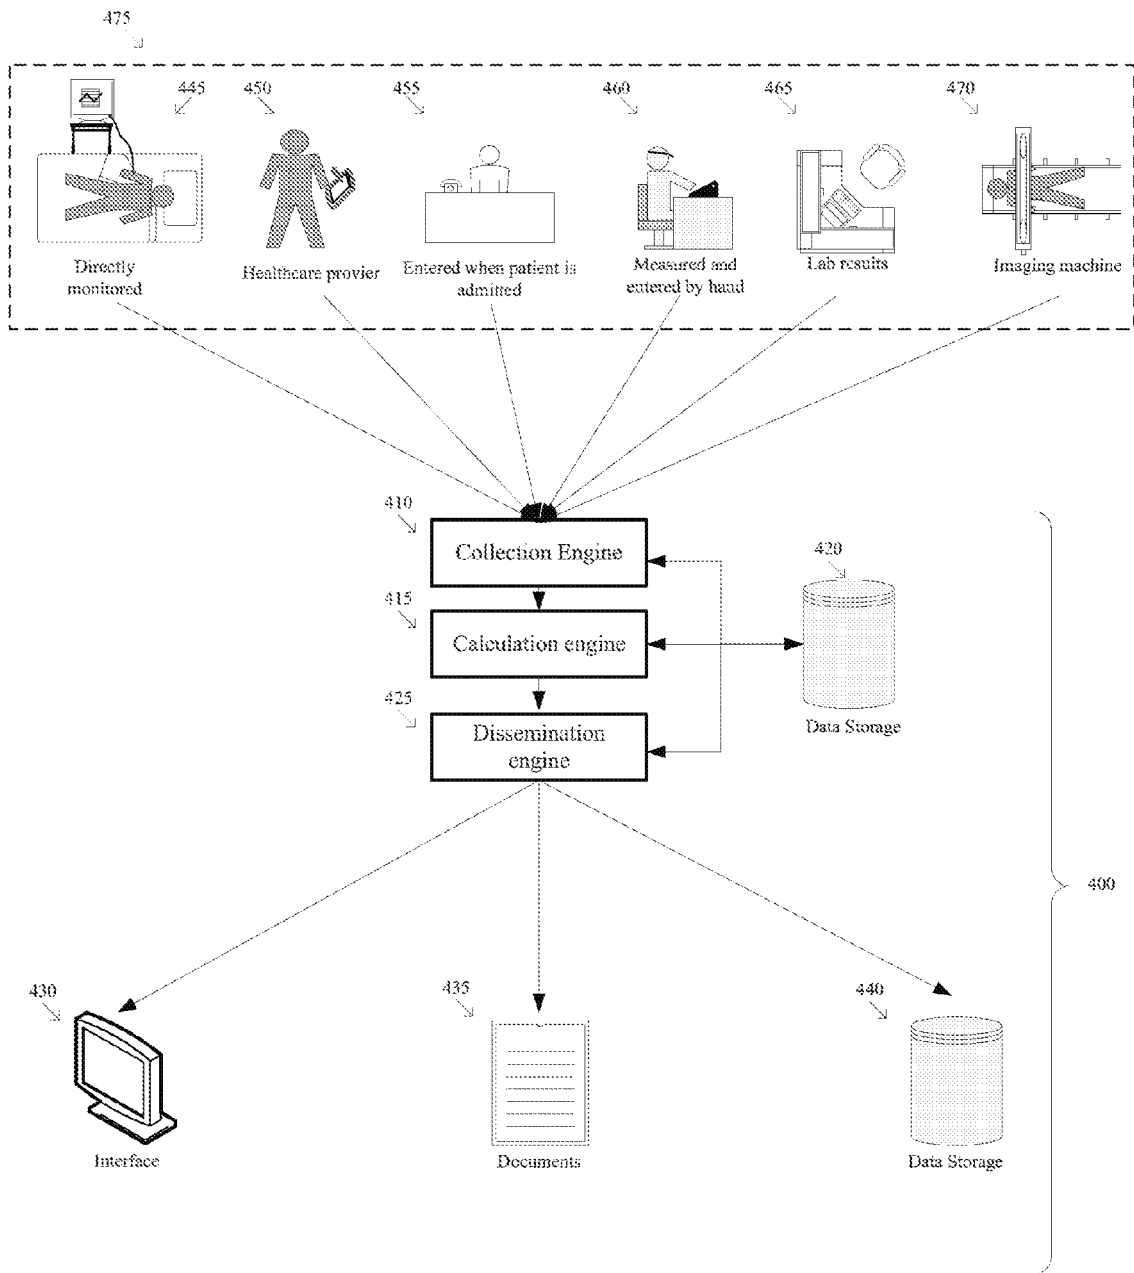 475
445
450
455
460
465
470
Directly
monitored
Healthcare provier
Entered when patient is
admitted
Measured and
entered by hand
Lab results
Imaging machine
410
Collection Engine
420
415
Calculation engine
425
Dissemination
engine
Data Storage
400
430
435
440
Interface
Documents
Data Storage